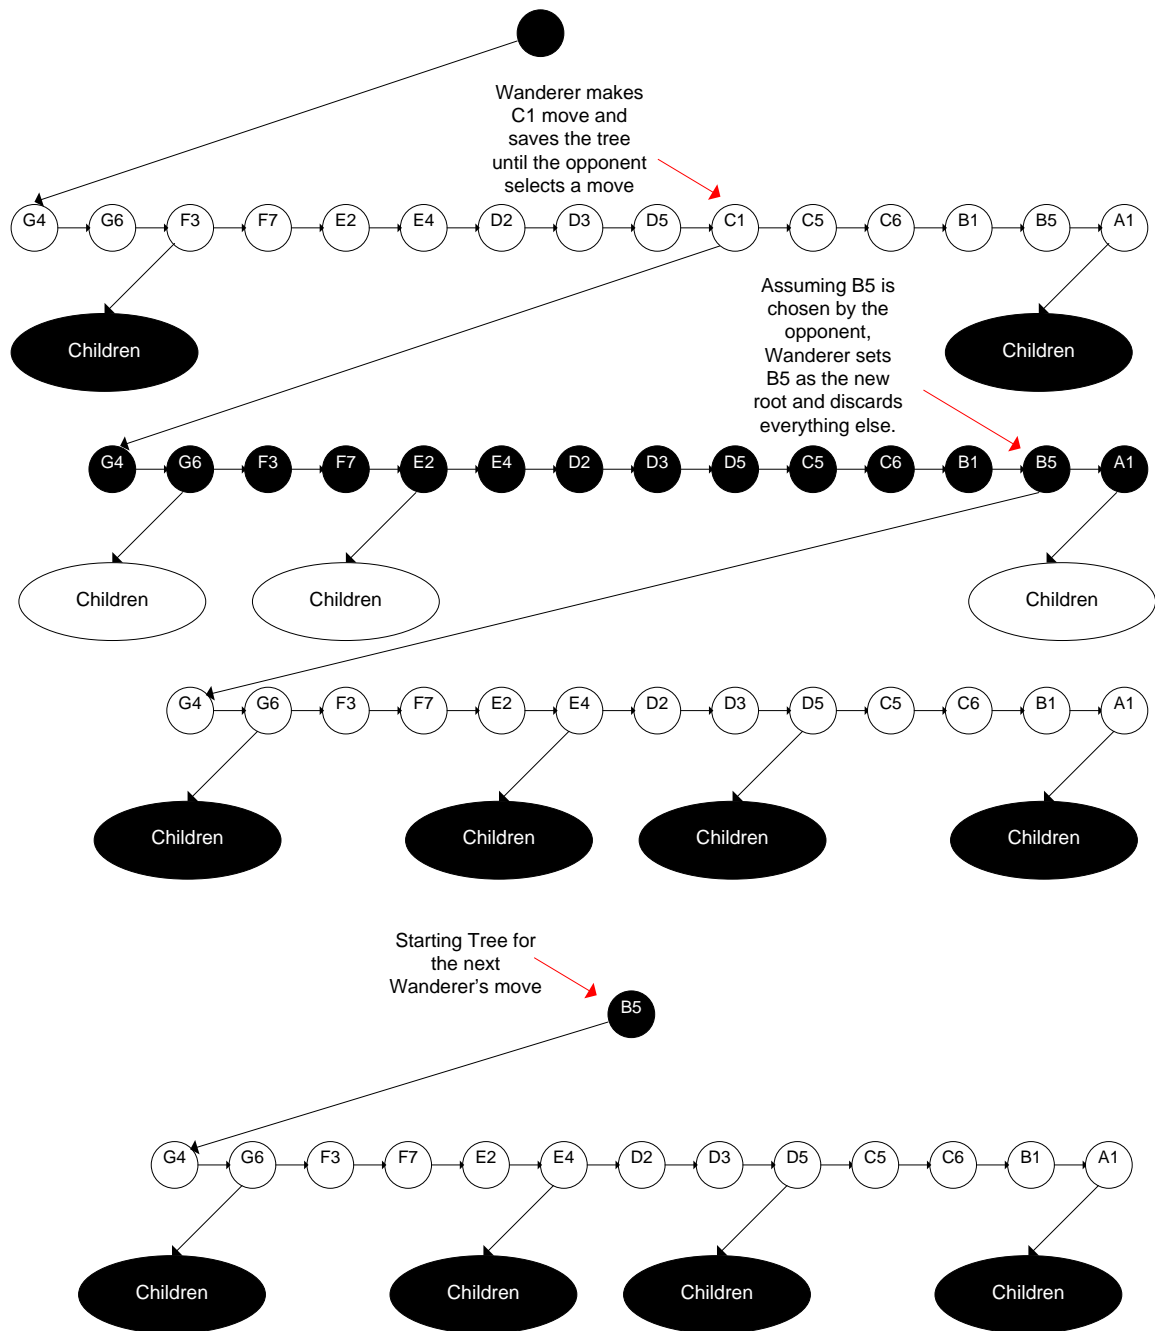 Wanderer makes
C1 move and
saves the tree
until the opponent
selects a move
G4 G6 F3 F7 E2 E4 D2 D3 D5 C1 C5 C6 B1 B5 A1
Children Children
Assuming B5 is
chosen by the
opponent,
Wanderer sets
B5 as the new
root and discards
everything else.
G4 G6 F3 F7 E2 E4 D2 D3 D5 C5 C6 B1 B5 A1
Children Children Children
G4 G6 F3 F7 E2 E4 D2 D3 D5 C5 C6 B1 A1
Children Children Children Children
Starting Tree for
the next
Wanderer’s move
B5
G4 G6 F3 F7 E2 E4 D2 D3 D5 C5 C6 B1 A1
Children Children Children Children